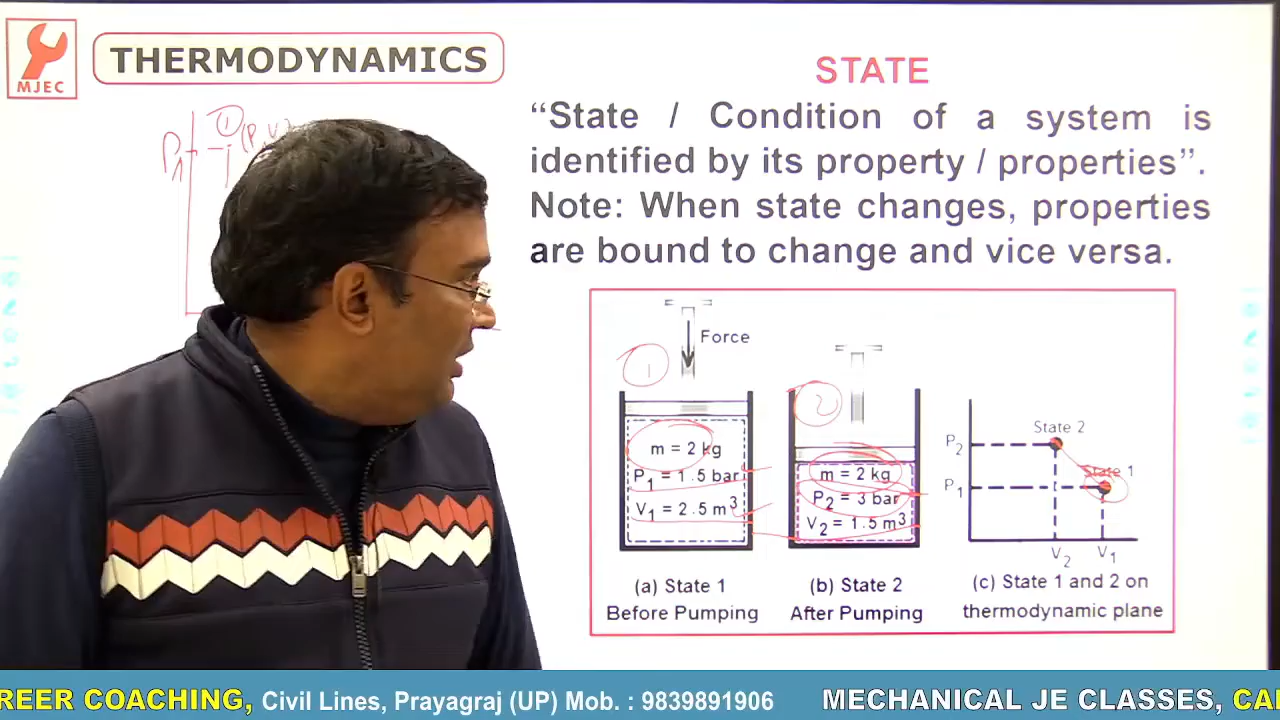 MJEC
THERMODYNAMICS
STATE
“State / Condition of a system is
identified by its property / properties”.
Note: When state changes, properties
are bound to change and vice versa.
P1
1
(P, V
Force
1
m = 2 kg
P1 = 1.5 bar
V1 = 2.5 m3
(a) State 1
Before Pumping
2
m = 2 kg
P2 = 3 bar
V2 = 1.5 m3
(b) State 2
After Pumping
State 2
P2
State 1
P1
V2
V1
(c) State 1 and 2 on
thermodynamic plane
REER COACHING, Civil Lines, Prayagraj (UP) Mob. : 9839891906 MECHANICAL JE CLASSES, CA